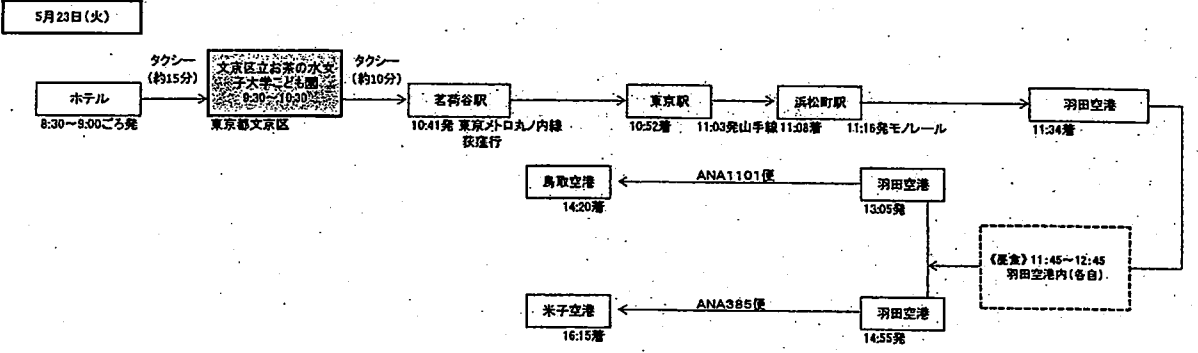 5月23日(火)
タクシー
(約15分)
文京区立お茶の水女
子大学こども園
9:30~10:30
タクシー
(約10分)
ホテル
茗荷谷駅
東京駅
浜松町駅
羽田空港
8:30~9:00ごろ発
東京都文京区
10:41発 東京メトロ丸ノ内線
荻窪行
10:52着
11:03発山手線
11:08着
11:16発モノレール
11:34着
鳥取空港
ANA1101便
羽田空港
14:20着
13:05発
《昼食》11:45~12:45
羽田空港内(各自)
米子空港
ANA385便
羽田空港
16:15着
14:55発